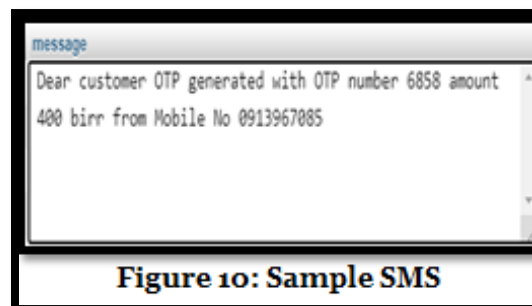 message
Dear customer OTP generated with OTP number 6858 amount
400 birr from Mobile No 0913967085
Figure 10: Sample SMS